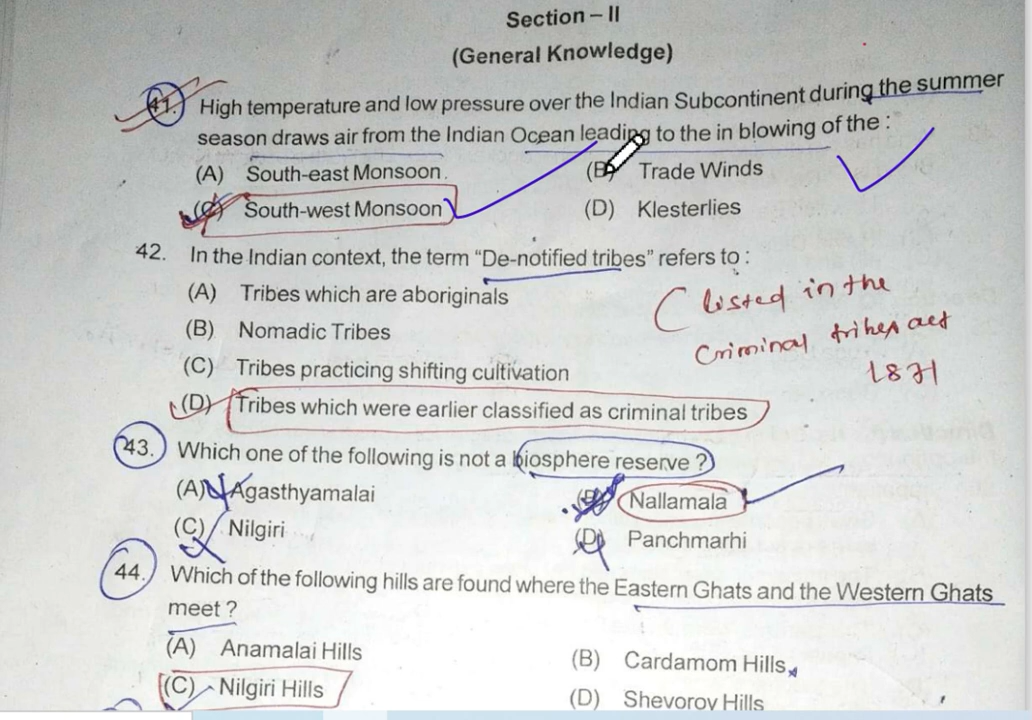 Section – II
(General Knowledge)
41. High temperature and low pressure over the Indian Subcontinent during the summer
season draws air from the Indian Ocean leading to the in blowing of the :
(A) South-east Monsoon. (B) Trade Winds
(C) South-west Monsoon (D) Klesterlies
42. In the Indian context, the term “De-notified tribes” refers to :
(A) Tribes which are aboriginals
(B) Nomadic Tribes
(C) Tribes practicing shifting cultivation
(D) Tribes which were earlier classified as criminal tribes
(listed in the
Criminal tribes act
1871
43. Which one of the following is not a biosphere reserve ?
(A) Agasthyamalai (B) Nallamala
(C) Nilgiri (D) Panchmarhi
44. Which of the following hills are found where the Eastern Ghats and the Western Ghats
meet ?
(A) Anamalai Hills (B) Cardamom Hills
(C) Nilgiri Hills (D) Shevoroy Hills